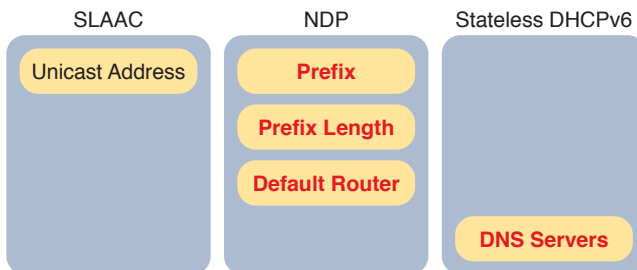 SLAAC
Unicast Address
NDP
Prefix
Prefix Length
Default Router
Stateless DHCPv6
DNS Servers